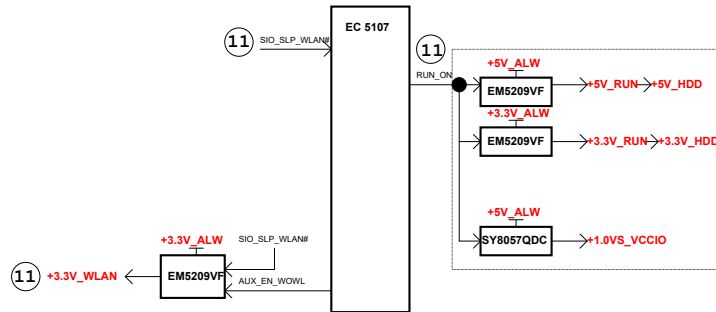 EC 5107
11
SIO_SLP_WLAN#
11
RUN_ON
+5V_ALW
EM5209VF
+5V_RUN
+5V_HDD
+3.3V_ALW
EM5209VF
+3.3V_RUN
+3.3V_HDD
+5V_ALW
SY8057QDC
+1.0VS_VCCIO
+3.3V_ALW
SIO_SLP_WLAN#
11
+3.3V_WLAN
EM5209VF
AUX_EN_WOWL